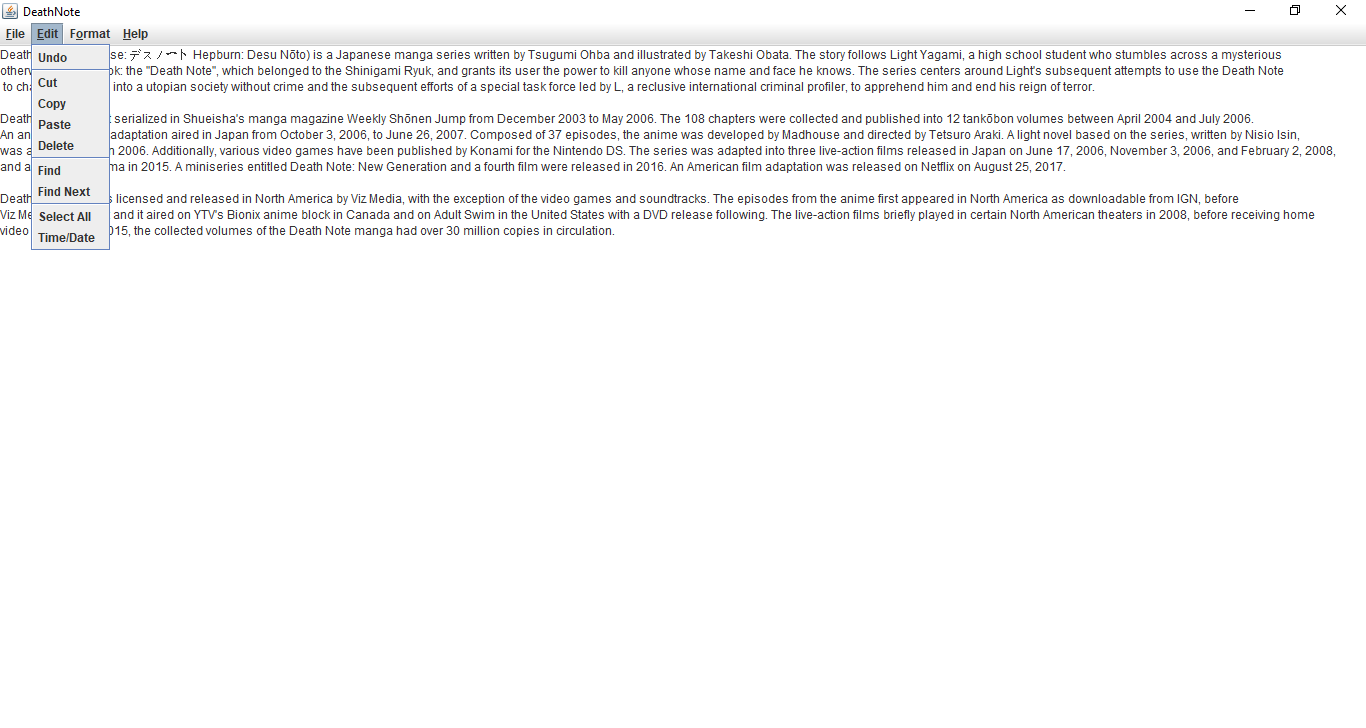 DeathNote
File Edit Format Help
Undo
Cut
Copy
Paste
Delete
Find
Find Next
Select All
Time/Date
Death se: デスノート Hepburn: Desu Nōto) is a Japanese manga series written by Tsugumi Ohba and illustrated by Takeshi Obata. The story follows Light Yagami, a high school student who stumbles across a mysterious
otherw ok: the "Death Note", which belonged to the Shinigami Ryuk, and grants its user the power to kill anyone whose name and face he knows. The series centers around Light's subsequent attempts to use the Death Note
to cha into a utopian society without crime and the subsequent efforts of a special task force led by L, a reclusive international criminal profiler, to apprehend him and end his reign of terror.
Death serialized in Shueisha's manga magazine Weekly Shōnen Jump from December 2003 to May 2006. The 108 chapters were collected and published into 12 tankōbon volumes between April 2004 and July 2006.
An an adaptation aired in Japan from October 3, 2006, to June 26, 2007. Composed of 37 episodes, the anime was developed by Madhouse and directed by Tetsuro Araki. A light novel based on the series, written by Nisio Isin,
was a n 2006. Additionally, various video games have been published by Konami for the Nintendo DS. The series was adapted into three live-action films released in Japan on June 17, 2006, November 3, 2006, and February 2, 2008,
and a ma in 2015. A miniseries entitled Death Note: New Generation and a fourth film were released in 2016. An American film adaptation was released on Netflix on August 25, 2017.
Death s licensed and released in North America by Viz Media, with the exception of the video games and soundtracks. The episodes from the anime first appeared in North America as downloadable from IGN, before
Viz Me and it aired on YTV's Bionix anime block in Canada and on Adult Swim in the United States with a DVD release following. The live-action films briefly played in certain North American theaters in 2008, before receiving home
video 015, the collected volumes of the Death Note manga had over 30 million copies in circulation.